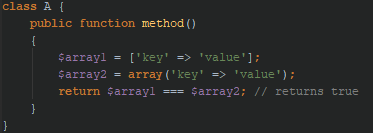 class A {
    public function method()
    {
        $array1 = ['key' => 'value'];
        $array2 = array('key' => 'value');
        return $array1 === $array2; // returns true
    }
}